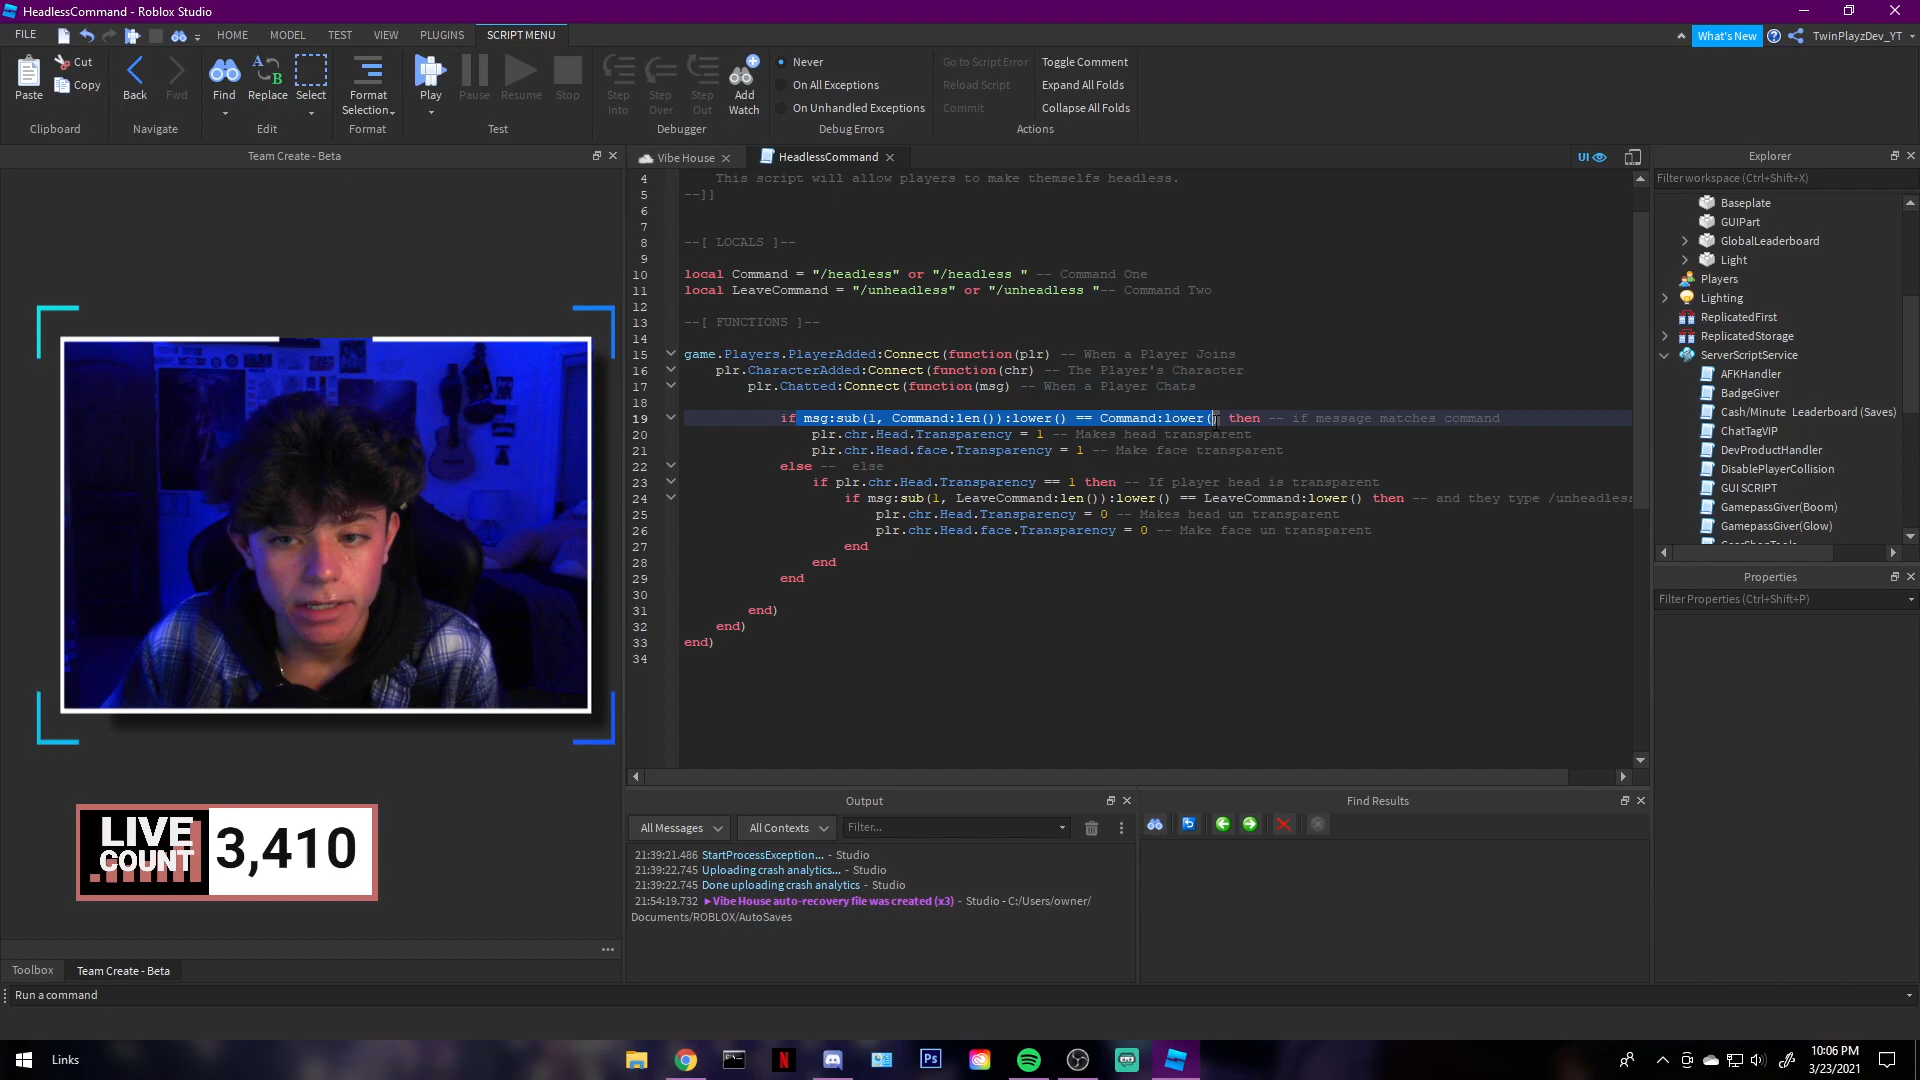 HeadlessCommand - Roblox Studio
FILE HOME MODEL TEST VIEW PLUGINS SCRIPT MENU What's New TwinPlayzDev_YT
Paste Cut Copy
Clipboard
Back Fwd
Navigate
Find Replace Select
Edit
Format Selection
Format
Play Pause Resume Stop
Test
Step Into Step Over Step Out Add Watch
Debugger
Never
On All Exceptions
On Unhandled Exceptions
Debug Errors
Go to Script Error Toggle Comment
Reload Script Expand All Folds
Commit Collapse All Folds
Actions
Team Create - Beta
Vibe House HeadlessCommand UI
4 This script will allow players to make themselfs headless.
5 --]]
6
7
8 --[ LOCALS ]--
9
10 local Command = "/headless" or "/headless " -- Command One
11 local LeaveCommand = "/unheadless" or "/unheadless "-- Command Two
12
13 --[ FUNCTIONS ]--
14
15 game.Players.PlayerAdded:Connect(function(plr) -- When a Player Joins
16 plr.CharacterAdded:Connect(function(chr) -- The Player's Character
17 plr.Chatted:Connect(function(msg) -- When a Player Chats
18
19 if msg:sub(1, Command:len()):lower() == Command:lower() then -- if message matches command
20 plr.chr.Head.Transparency = 1 -- Makes head transparent
21 plr.chr.Head.face.Transparency = 1 -- Make face transparent
22 else -- else
23 if plr.chr.Head.Transparency == 1 then -- If player head is transparent
24 if msg:sub(1, LeaveCommand:len()):lower() == LeaveCommand:lower() then -- and they type /unheadless
25 plr.chr.Head.Transparency = 0 -- Makes head un transparent
26 plr.chr.Head.face.Transparency = 0 -- Make face un transparent
27 end
28 end
29 end
30
31 end)
32 end)
33 end)
34
Explorer
Filter workspace (Ctrl+Shift+X)
Baseplate
GUIPart
GlobalLeaderboard
Light
Players
Lighting
ReplicatedFirst
ReplicatedStorage
ServerScriptService
AFKHandler
BadgeGiver
Cash/Minute Leaderboard (Saves)
ChatTagVIP
DevProductHandler
DisablePlayerCollision
GUI SCRIPT
GamepassGiver(Boom)
GamepassGiver(Glow)
GearShopTools
Properties
Filter Properties (Ctrl+Shift+P)
Output
All Messages All Contexts Filter...
21:39:21.486 StartProcessException... - Studio
21:39:22.745 Uploading crash analytics... - Studio
21:39:22.745 Done uploading crash analytics - Studio
21:54:19.732 ▶Vibe House auto-recovery file was created (x3) - Studio - C:/Users/owner/
Documents/ROBLOX/AutoSaves
Find Results
LIVE
COUNT
3,410
Toolbox Team Create - Beta
Run a command
Links
N
Ps
10:06 PM
3/23/2021